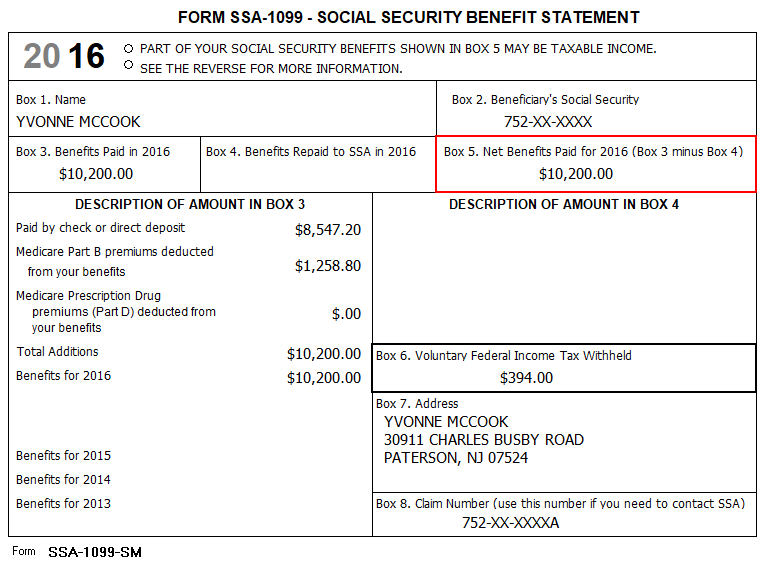 FORM SSA-1099 - SOCIAL SECURITY BENEFIT STATEMENT
2016
PART OF YOUR SOCIAL SECURITY BENEFITS SHOWN IN BOX 5 MAY BE TAXABLE INCOME.
SEE THE REVERSE FOR MORE INFORMATION.
Box 1. Name
YVONNE MCCOOK
Box 2. Beneficiary's Social Security
752-XX-XXXX
Box 3. Benefits Paid in 2016
$10,200.00
Box 4. Benefits Repaid to SSA in 2016
Box 5. Net Benefits Paid for 2016 (Box 3 minus Box 4)
$10,200.00
DESCRIPTION OF AMOUNT IN BOX 3
Paid by check or direct deposit $8,547.20
Medicare Part B premiums deducted
from your benefits $1,258.80
Medicare Prescription Drug
premiums (Part D) deducted from
your benefits $.00
Total Additions $10,200.00
Benefits for 2016 $10,200.00
Benefits for 2015
Benefits for 2014
Benefits for 2013
DESCRIPTION OF AMOUNT IN BOX 4
Box 6. Voluntary Federal Income Tax Withheld
$394.00
Box 7. Address
YVONNE MCCOOK
30911 CHARLES BUSBY ROAD
PATERSON, NJ 07524
Box 8. Claim Number (use this number if you need to contact SSA)
752-XX-XXXXA
Form SSA-1099-SM